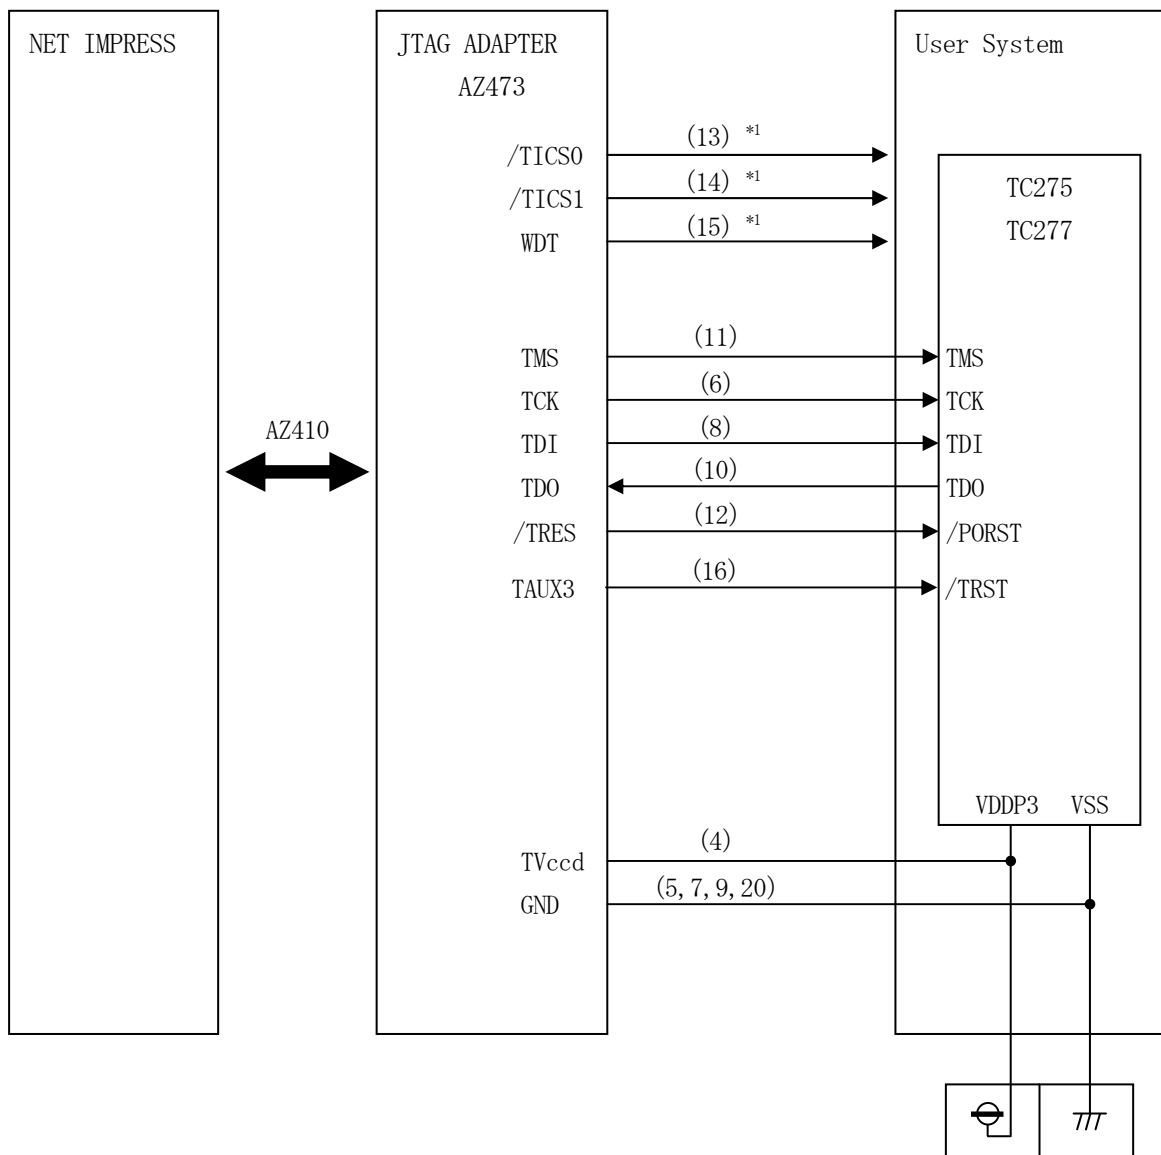 NET IMPRESS
JTAG ADAPTER
AZ473
User System
/TICS0
(13) *1
/TICS1
(14) *1
WDT
(15) *1
TC275
TC277
TMS
(11)
TMS
TCK
(6)
TCK
TDI
(8)
TDI
AZ410
TDO
(10)
TDO
/TRES
(12)
/PORST
TAUX3
(16)
/TRST
VDDP3
VSS
TVccd
(4)
GND
(5,7,9,20)